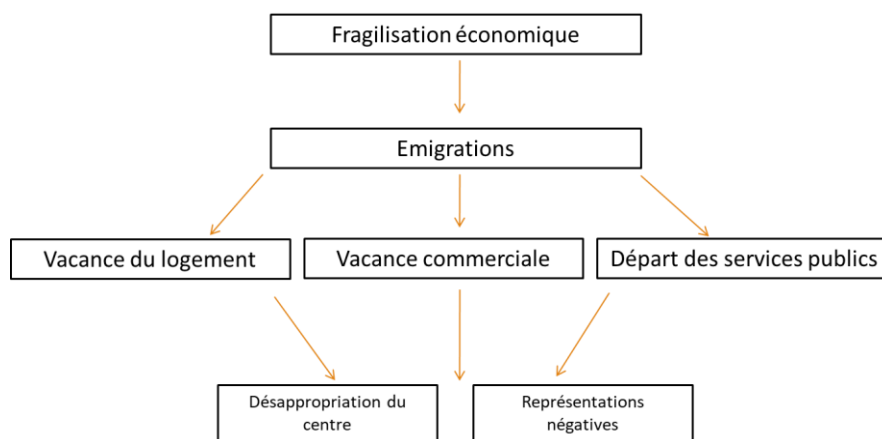 Fragilisation économique
Emigrations
Vacance du logement
Vacance commerciale
Départ des services publics
Désappropriation du
centre
Représentations
négatives